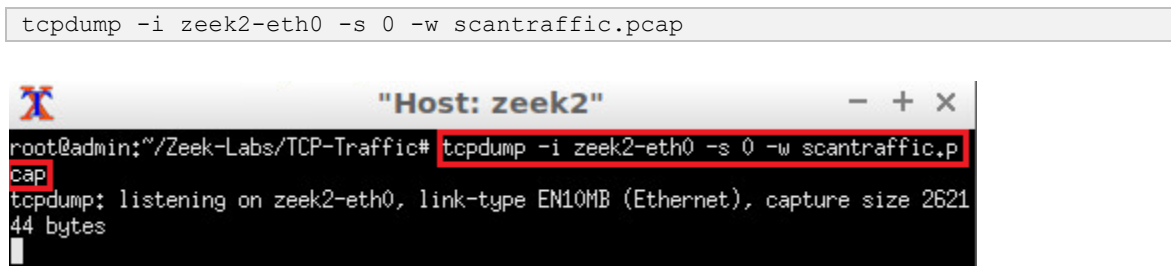 tcpdump -i zeek2-eth0 -s 0 -w scantraffic.pcap
"Host: zeek2"
root@admin:~/Zeek-Labs/TCP-Traffic# tcpdump -i zeek2-eth0 -s 0 -w scantraffic.p
cap
tcpdump: listening on zeek2-eth0, link-type EN10MB (Ethernet), capture size 2621
44 bytes